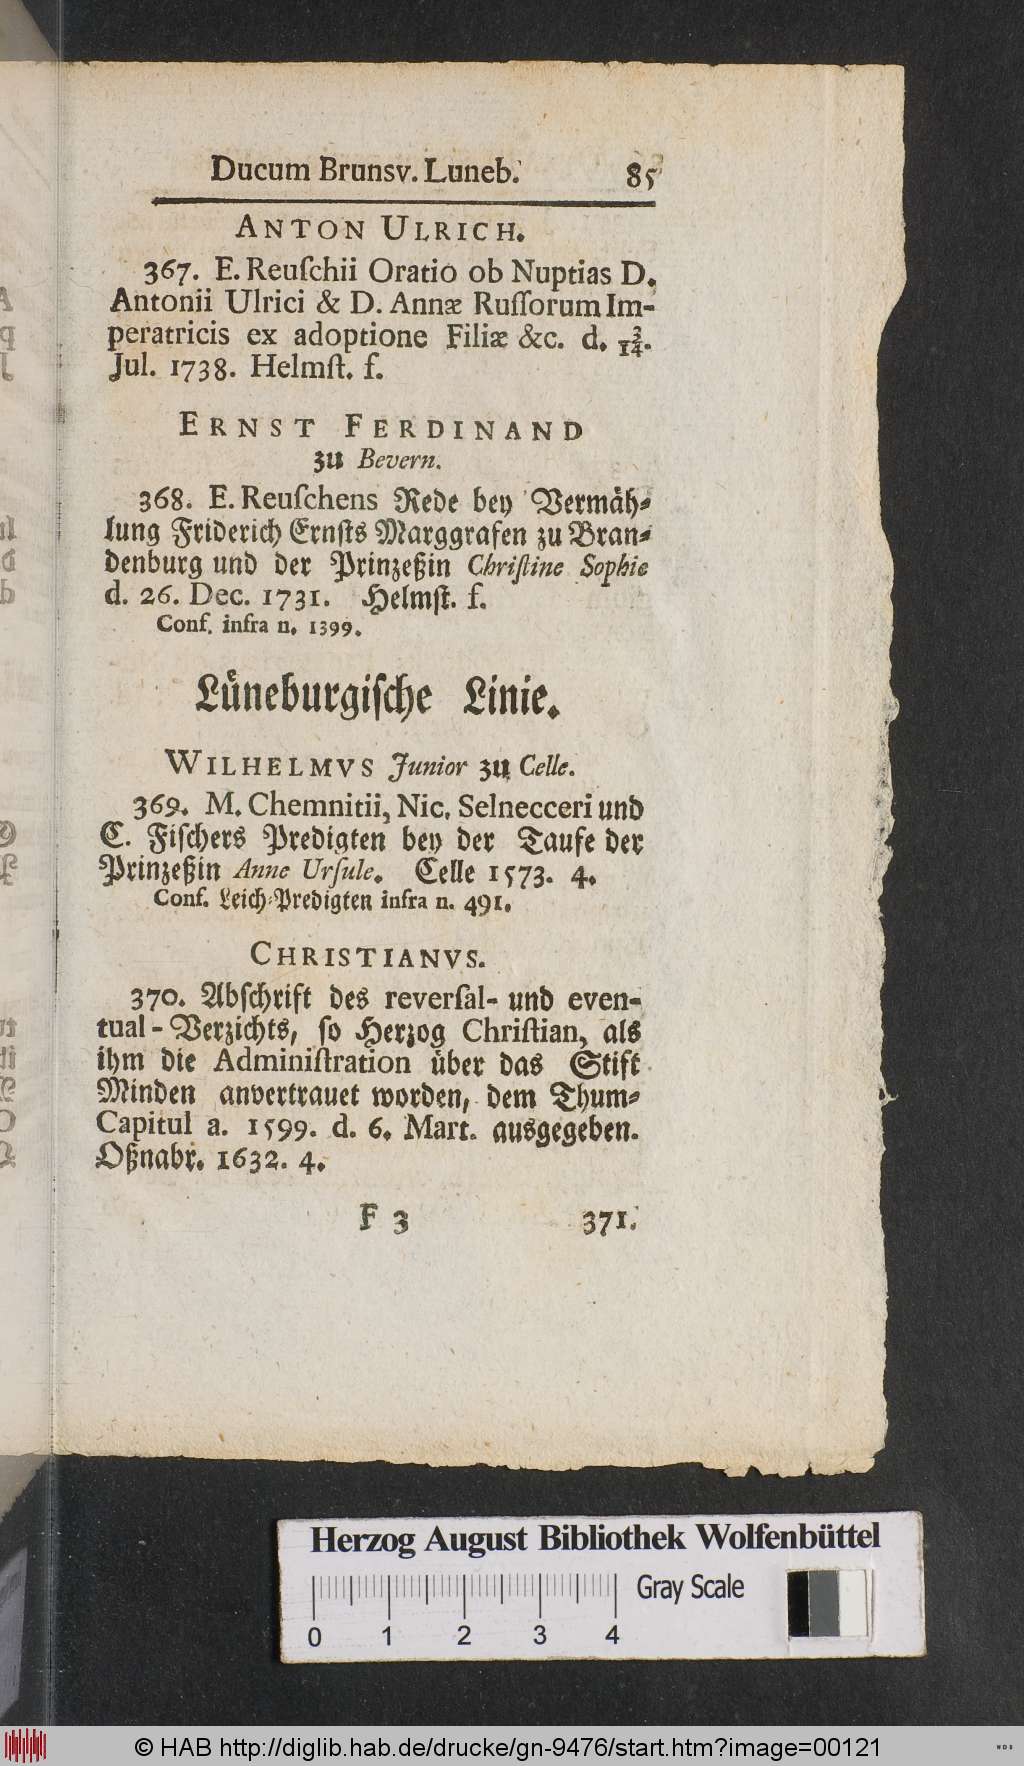 Ducum Brunsv. Luneb. 85
ANTON ULRICH.
367. E. Reuſchii Oratio ob Nuptias D.
Antonii Ulrici & D. Annæ Ruſſorum Im-
peratricis ex adoptione Filiæ &c. d. 3/14.
Jul. 1738. Helmſt. f.
ERNST FERDINAND
zu Bevern.
368. E. Reuſchens Rede bey Vermäh-
lung Friderich Ernſts Marggrafen zu Bran-
denburg und der Prinzeßin Chriſtine Sophie
d. 26. Dec. 1731. Helmſt. f.
Conf. infra n. 1399.
Lüneburgiſche Linie.
WILHELMVS Junior zu Celle.
369. M. Chemnitii, Nic. Selnecceri und
C. Fiſchers Predigten bey der Taufe der
Prinzeßin Anne Urſule. Celle 1573. 4.
Conf. Leich-Predigten infra n. 491.
CHRISTIANVS.
370. Abſchrift des reverſal- und even-
tual-Verzichts, ſo Herzog Chriſtian, als
ihm die Adminiſtration über das Stift
Minden anvertrauet worden, dem Thum-
Capitul a. 1599. d. 6. Mart. ausgegeben.
Oßnabr. 1632. 4.
F 3 371.
Herzog August Bibliothek Wolfenbüttel
Gray Scale
0 1 2 3 4
© HAB http://diglib.hab.de/drucke/gn-9476/start.htm?image=00121